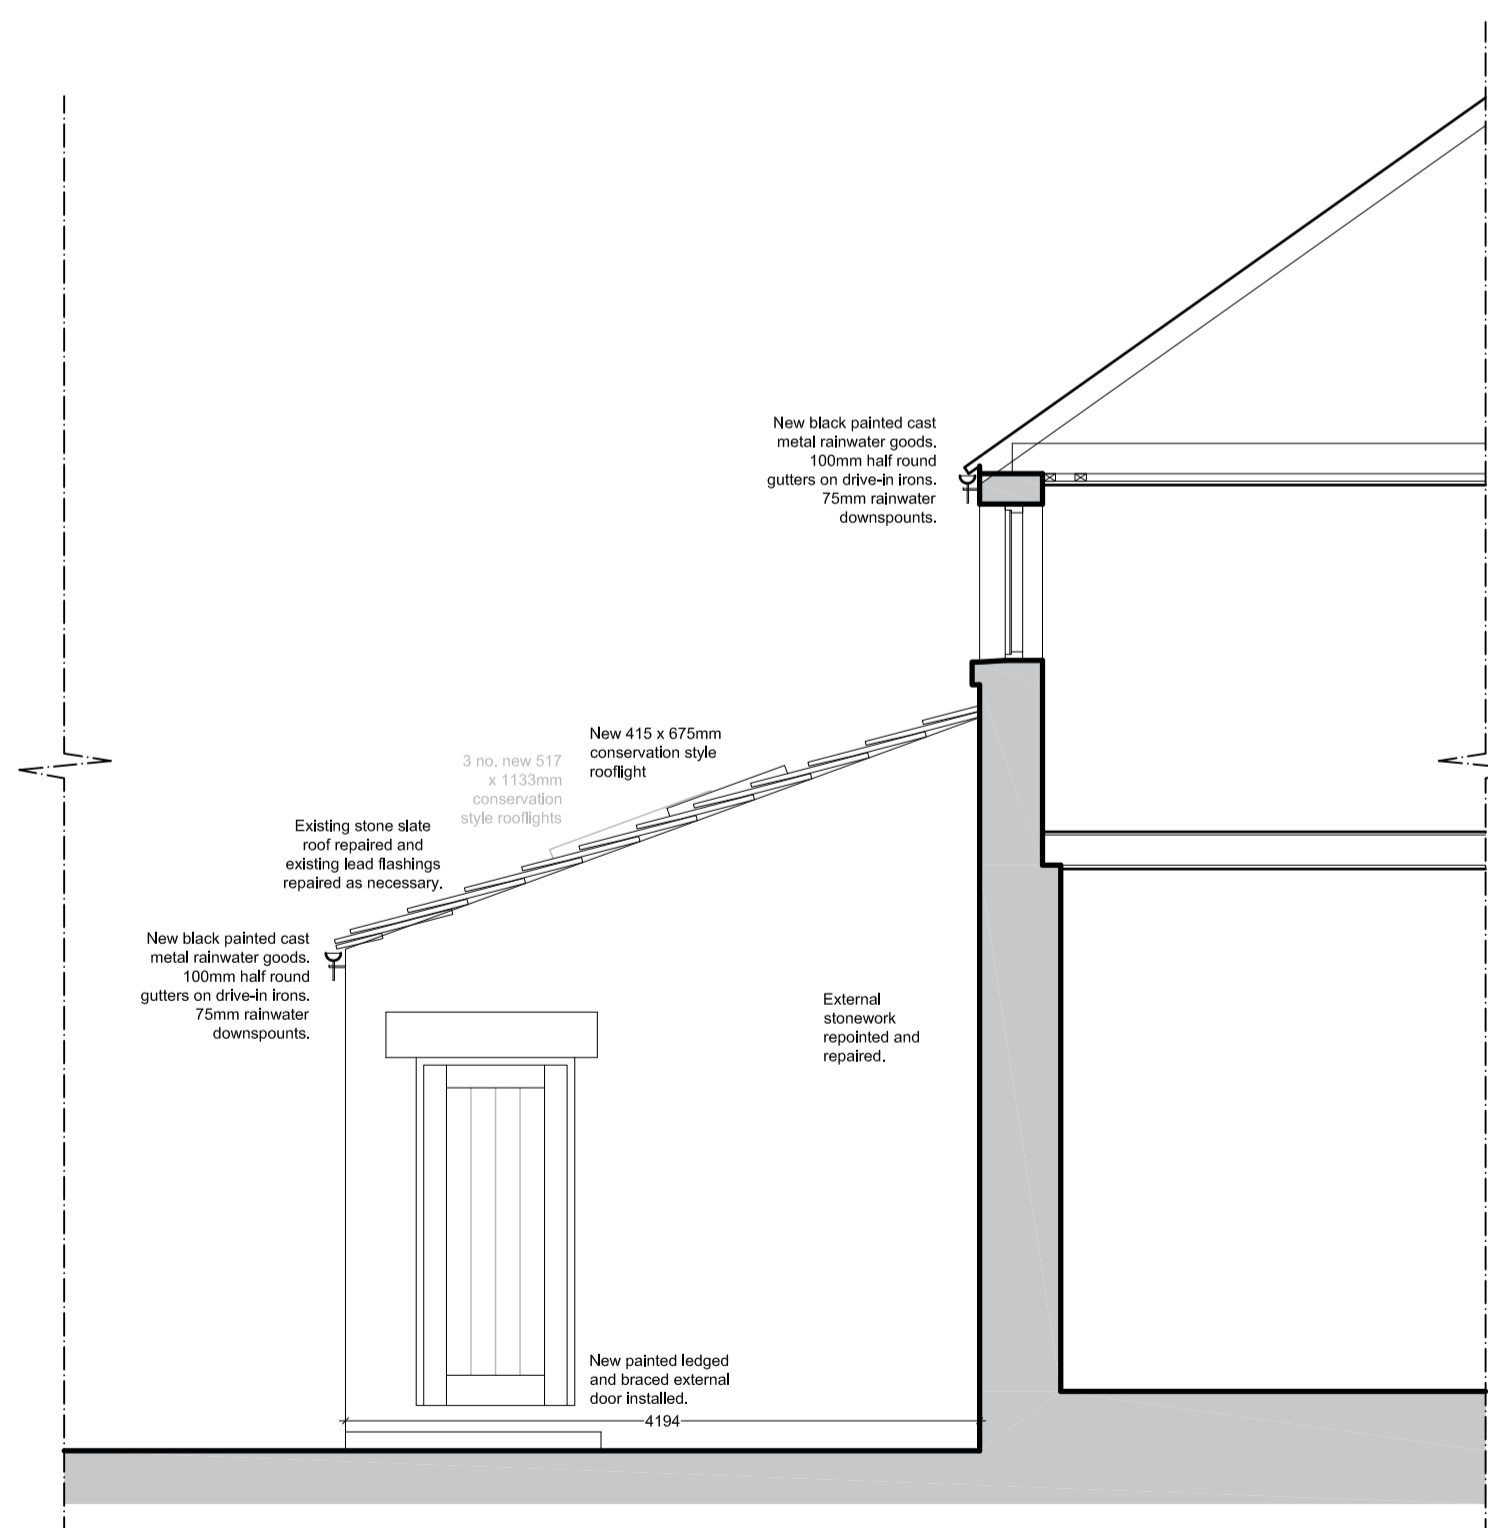 New black painted cast
metal rainwater goods.
100mm half round
gutters on drive-in irons.
75mm rainwater
downspounts.
New 415 x 675mm
conservation style
rooflight
3 no. new 517
x 1133mm
conservation
style rooflights
Existing stone slate
roof repaired and
existing lead flashings
repaired as necessary.
New black painted cast
metal rainwater goods.
100mm half round
gutters on drive-in irons.
75mm rainwater
downspounts.
External
stonework
repointed and
repaired.
New painted ledged
and braced external
door installed.
4194